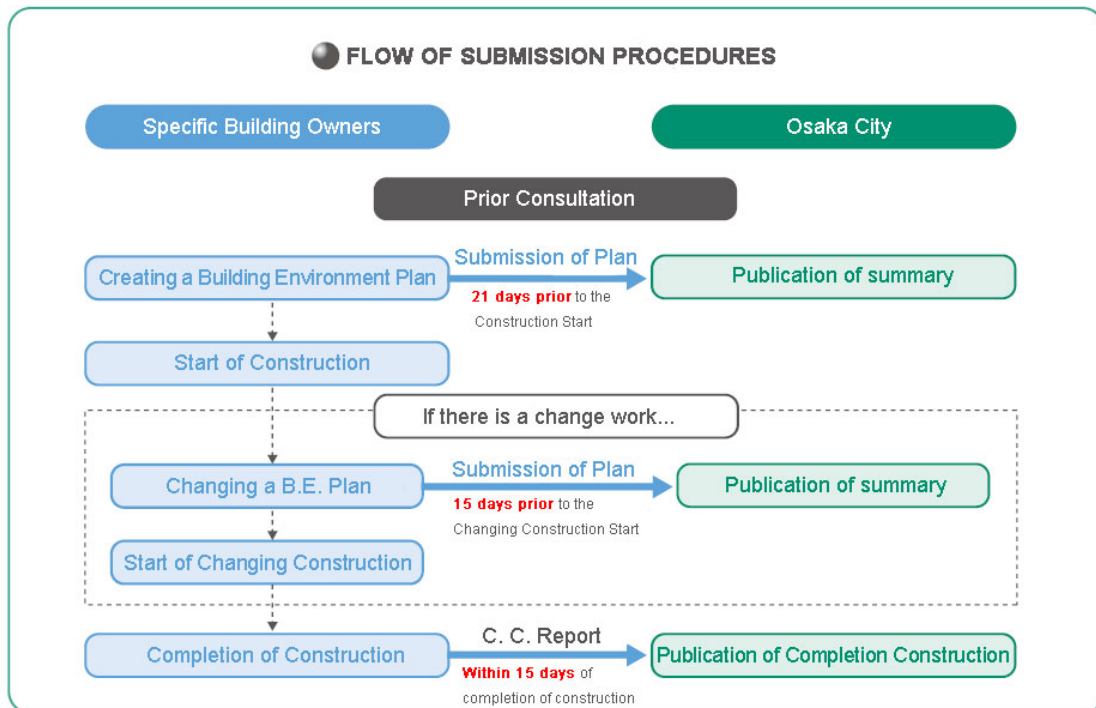 FLOW OF SUBMISSION PROCEDURES
Specific Building Owners
Osaka City
Prior Consultation
Creating a Building Environment Plan
Submission of Plan
21 days prior to the
Construction Start
Publication of summary
Start of Construction
If there is a change work...
Changing a B.E. Plan
Submission of Plan
15 days prior to the
Changing Construction Start
Publication of summary
Start of Changing Construction
Completion of Construction
C. C. Report
Within 15 days of
completion of construction
Publication of Completion Construction